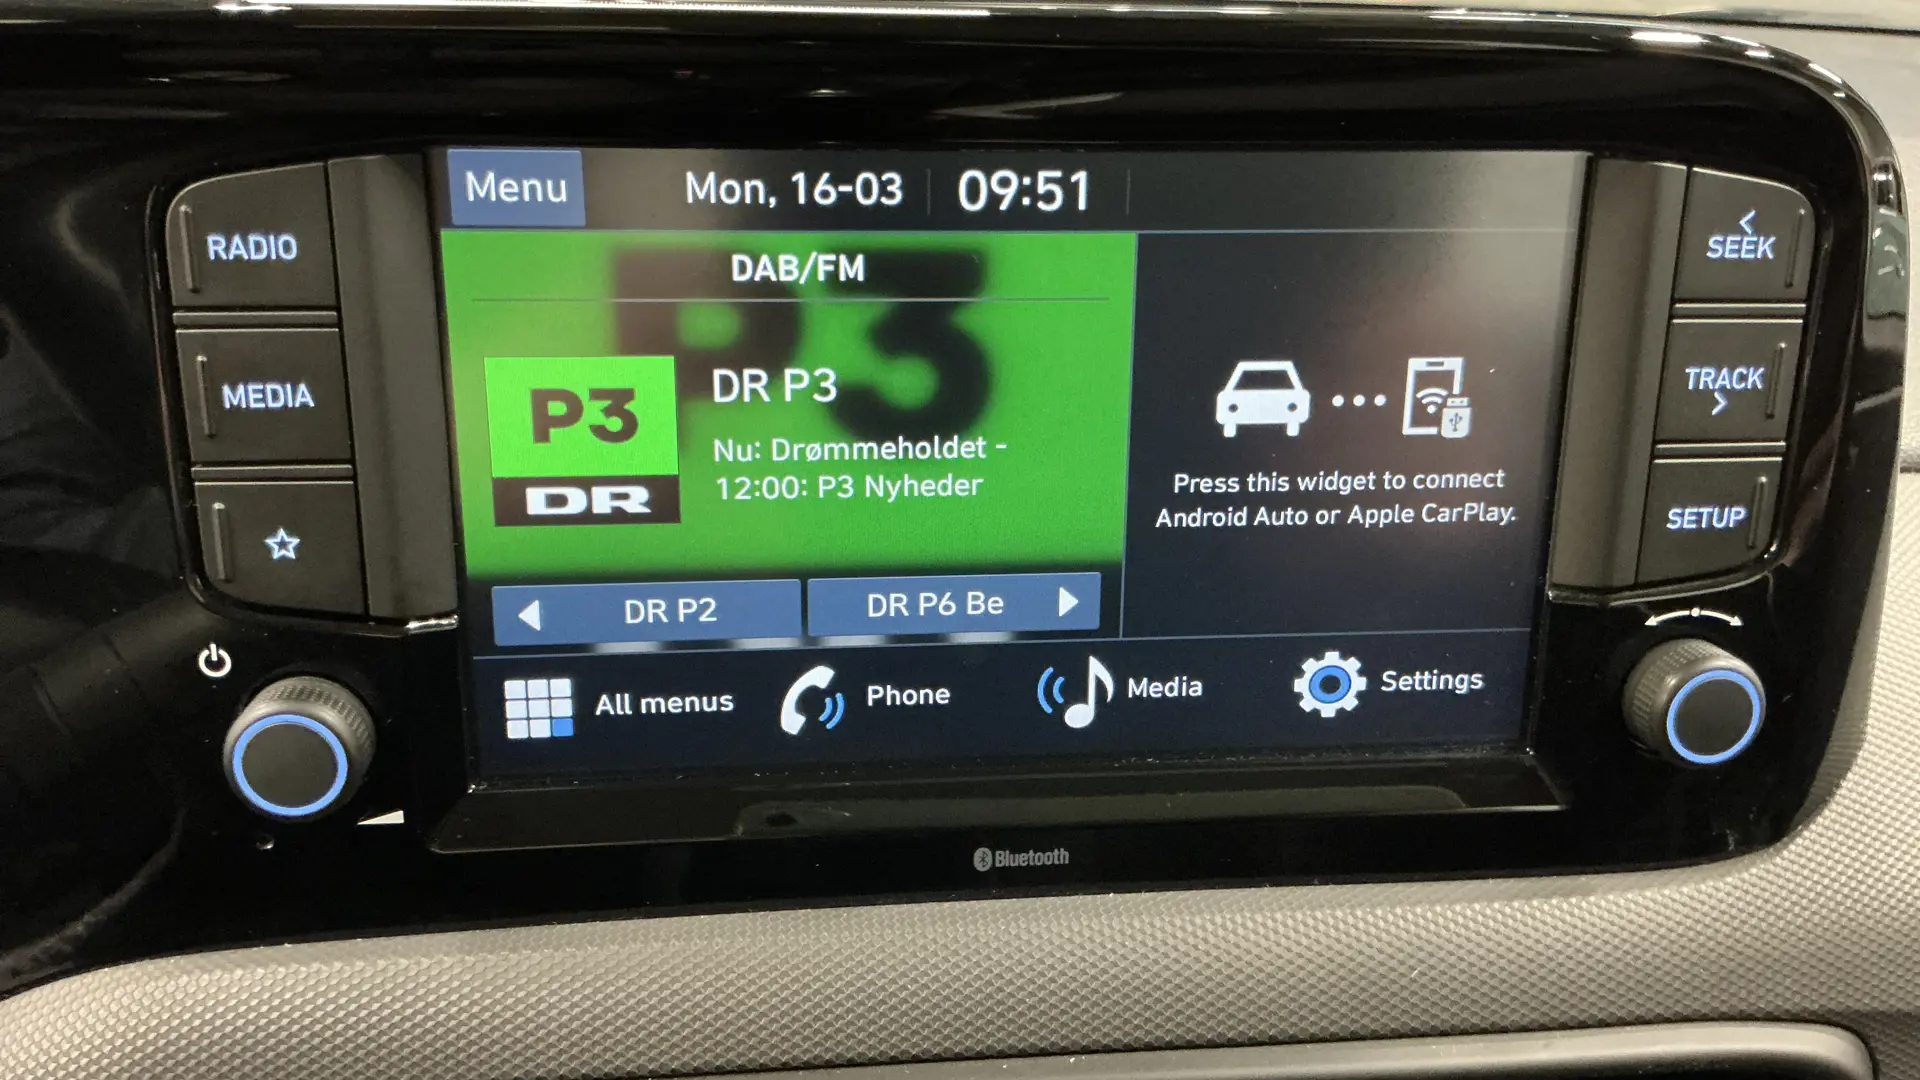 Menu
Mon, 16-03
09:51
RADIO
MEDIA
DAB/FM
P3
P3
DR
DR P3
Nu: Drømmeholdet -
12:00: P3 Nyheder
DR P2
DR P6 Be
Press this widget to connect
Android Auto or Apple CarPlay.
All menus
Phone
Media
Settings
SEEK
TRACK
SETUP
Bluetooth